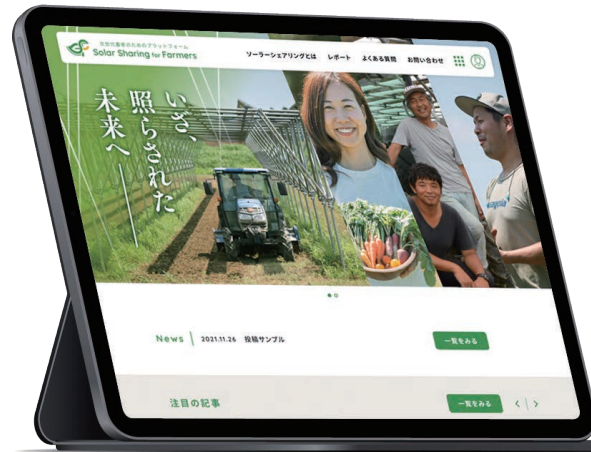 次世代農業のためのプラットフォーム
Solar Sharing for Farmers
ソーラーシェアリングとは レポート よくある質問 お問い合わせ
いざ、
照らされた
未来へ──
News 2021.11.26 投稿サンプル 一覧をみる
注目の記事 一覧をみる